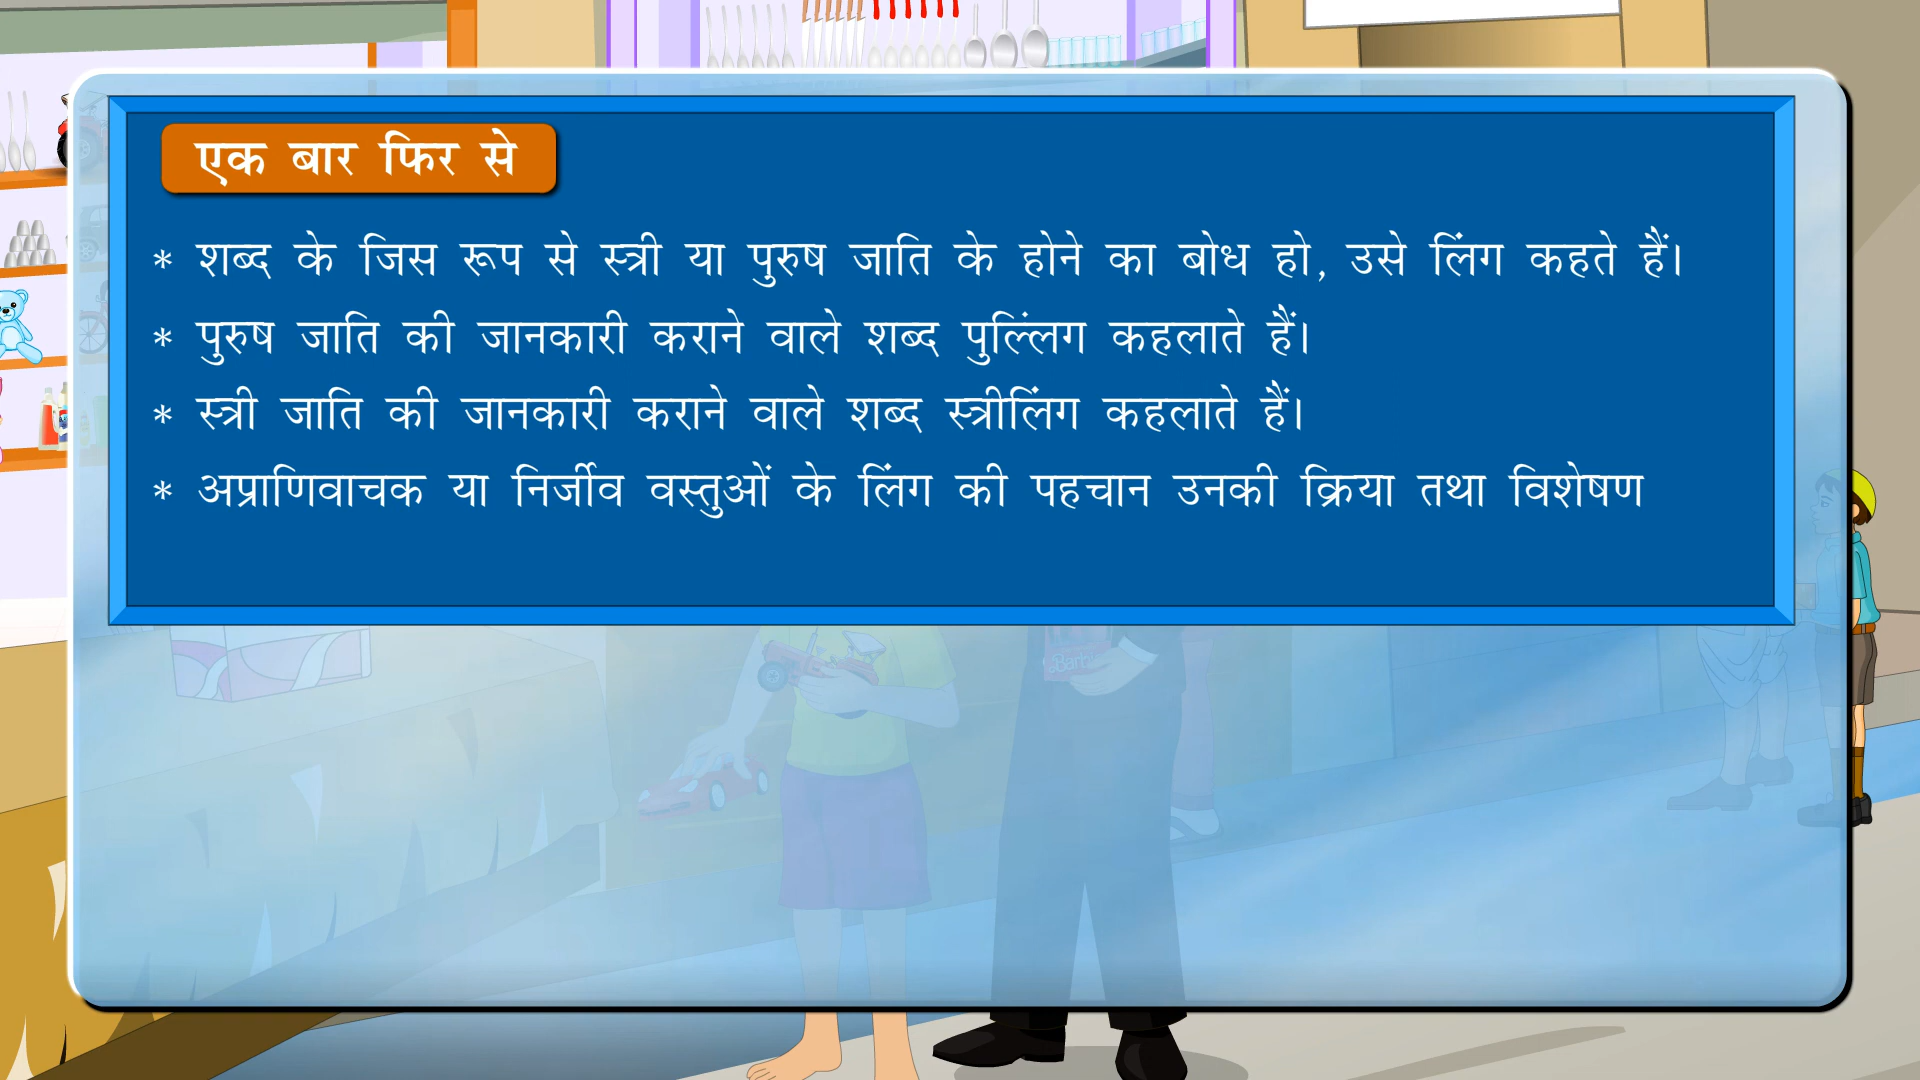 एक बार फिर से
* शब्द के जिस रूप से स्त्री या पुरुष जाति के होने का बोध हो, उसे लिंग कहते हैं।
* पुरुष जाति की जानकारी कराने वाले शब्द पुल्लिंग कहलाते हैं।
* स्त्री जाति की जानकारी कराने वाले शब्द स्त्रीलिंग कहलाते हैं।
* अप्राणिवाचक या निर्जीव वस्तुओं के लिंग की पहचान उनकी क्रिया तथा विशेषण